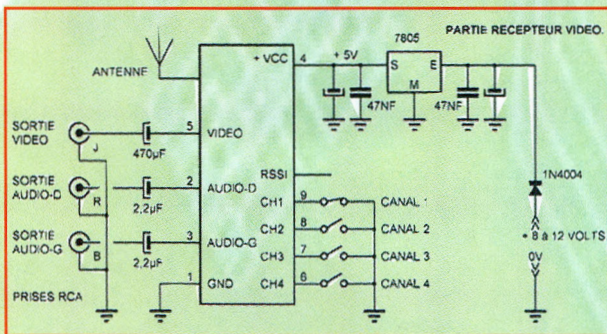 PARTIE RECEPTEUR VIDEO.
7805
+ VCC
4
+ 5V
S
E
M
ANTENNE
47NF
47NF
SORTIE
VIDEO
J
470µF
5
VIDEO
RSSI
1N4004
SORTIE
AUDIO-D
R
2,2µF
2
AUDIO-D
CH1
9
CANAL 1
CH2
8
CANAL 2
+ 8 à 12 VOLTS
SORTIE
AUDIO-G
B
2,2µF
3
AUDIO-G
CH3
7
CANAL 3
0V
1
GND
CH4
6
CANAL 4
PRISES RCA